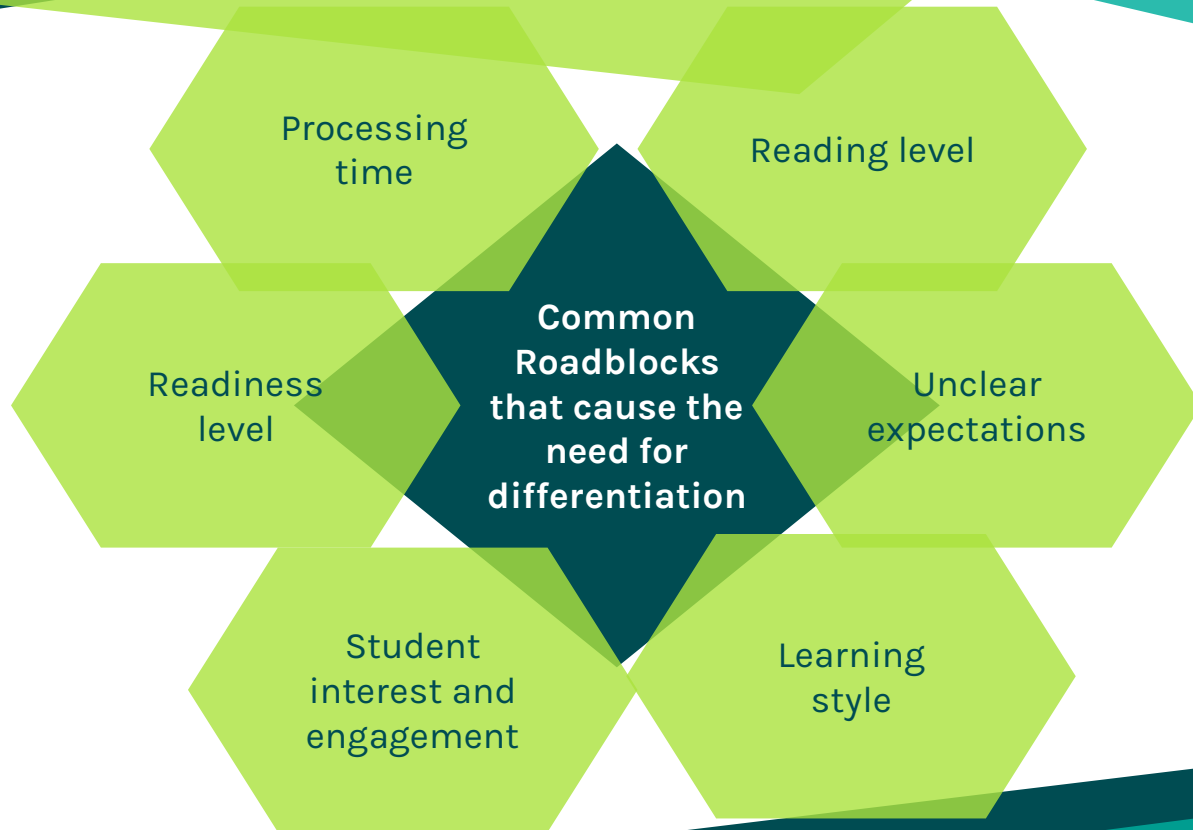 Processing
time
Reading level
Common
Roadblocks
that cause the
need for
differentiation
Readiness
level
Unclear
expectations
Student
interest and
engagement
Learning
style